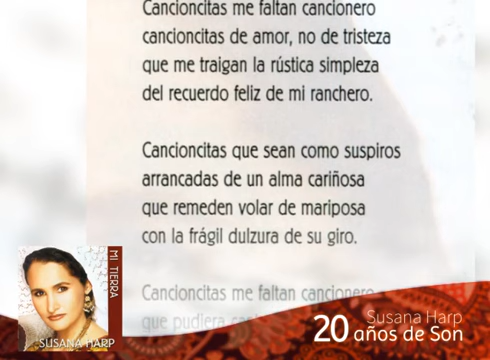 Cancioncitas me faltan cancionero
cancioncitas de amor, no de tristeza
que me traigan la rústica simpleza
del recuerdo feliz de mi ranchero.
Cancioncitas que sean como suspiros
arrancadas de un alma cariñosa
que remeden volar de mariposa
con la frágil dulzura de su giro.
Cancioncitas me faltan cancionero
que pudiera
MI TIERRA
SUSANA HARP
Susana Harp
20 años de Son